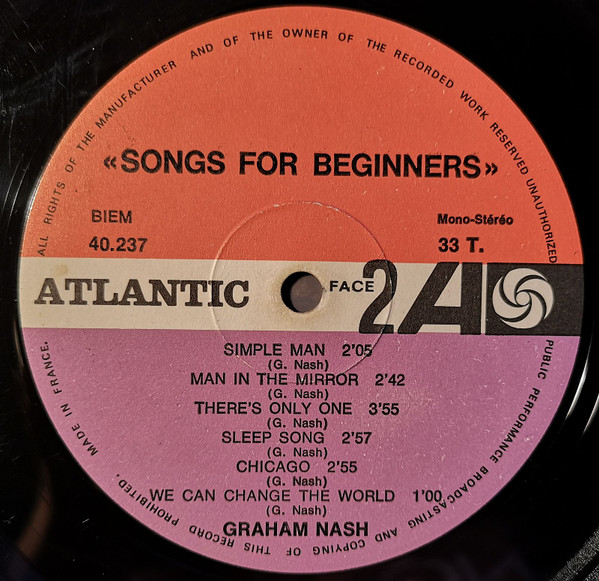 ALL RIGHTS OF THE MANUFACTURER AND OF THE OWNER OF THE RECORDED WORK RESERVED UNAUTHORIZED
PUBLIC PERFORMANCE BROADCASTING AND COPYING OF THIS RECORD PROHIBITED. MADE IN FRANCE.
«SONGS FOR BEGINNERS»
BIEM Mono-Stéréo
40.237 33 T.
ATLANTIC FACE 2 A
SIMPLE MAN 2'05
(G. Nash)
MAN IN THE MIRROR 2'42
(G. Nash)
THERE'S ONLY ONE 3'55
(G. Nash)
SLEEP SONG 2'57
(G. Nash)
CHICAGO 2'55
(G. Nash)
WE CAN CHANGE THE WORLD 1'00
(G. Nash)
GRAHAM NASH